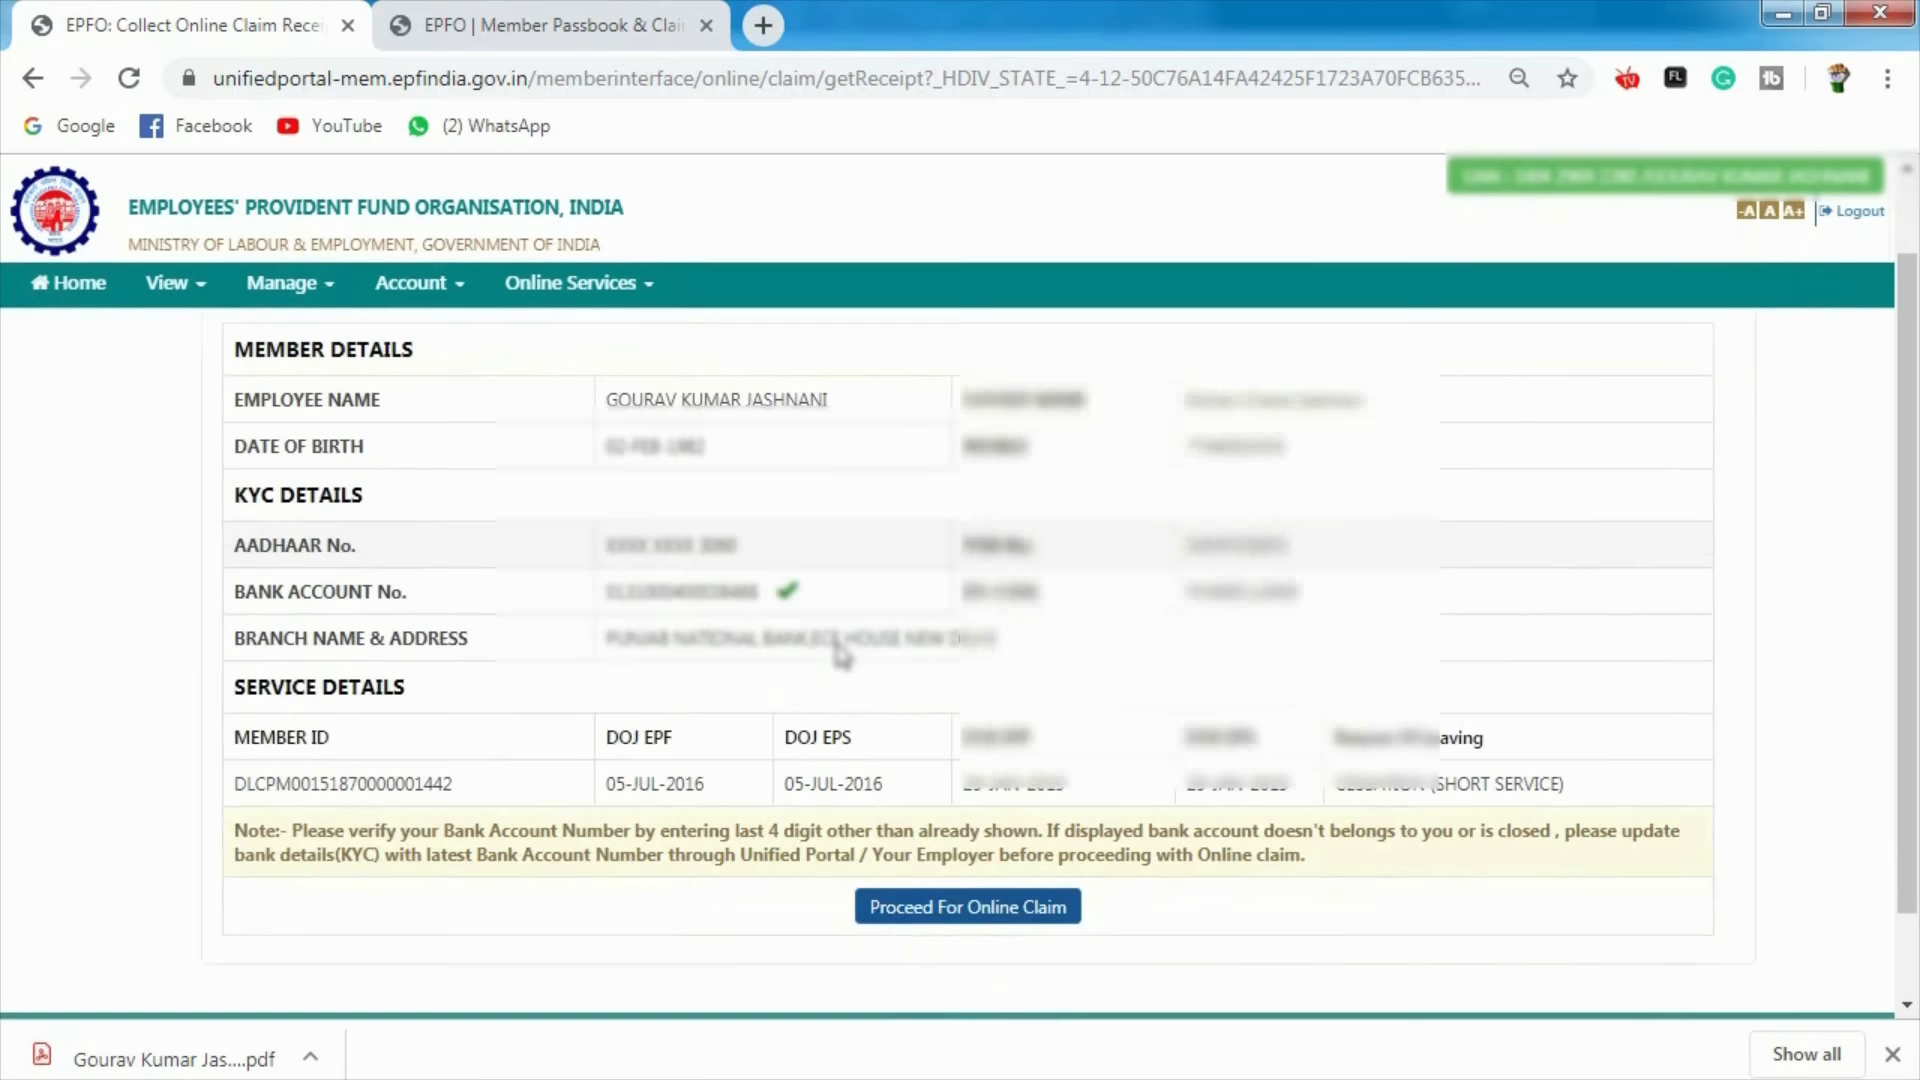 EPFO: Collect Online Claim Recei
EPFO | Member Passbook & Clai
unifiedportal-mem.epfindia.gov.in/memberinterface/online/claim/getReceipt?_HDIV_STATE_=4-12-50C76A14FA42425F1723A70FCB635...
Google Facebook YouTube (2) WhatsApp
EMPLOYEES' PROVIDENT FUND ORGANISATION, INDIA
MINISTRY OF LABOUR & EMPLOYMENT, GOVERNMENT OF INDIA
-A A A+ Logout
Home View Manage Account Online Services
MEMBER DETAILS
EMPLOYEE NAME GOURAV KUMAR JASHNANI
DATE OF BIRTH
KYC DETAILS
AADHAAR No.
BANK ACCOUNT No.
BRANCH NAME & ADDRESS
SERVICE DETAILS
MEMBER ID DOJ EPF DOJ EPS aving
DLCPM00151870000001442 05-JUL-2016 05-JUL-2016 (SHORT SERVICE)
Note:- Please verify your Bank Account Number by entering last 4 digit other than already shown. If displayed bank account doesn't belongs to you or is closed , please update
bank details(KYC) with latest Bank Account Number through Unified Portal / Your Employer before proceeding with Online claim.
Proceed For Online Claim
Gourav Kumar Jas....pdf
Show all